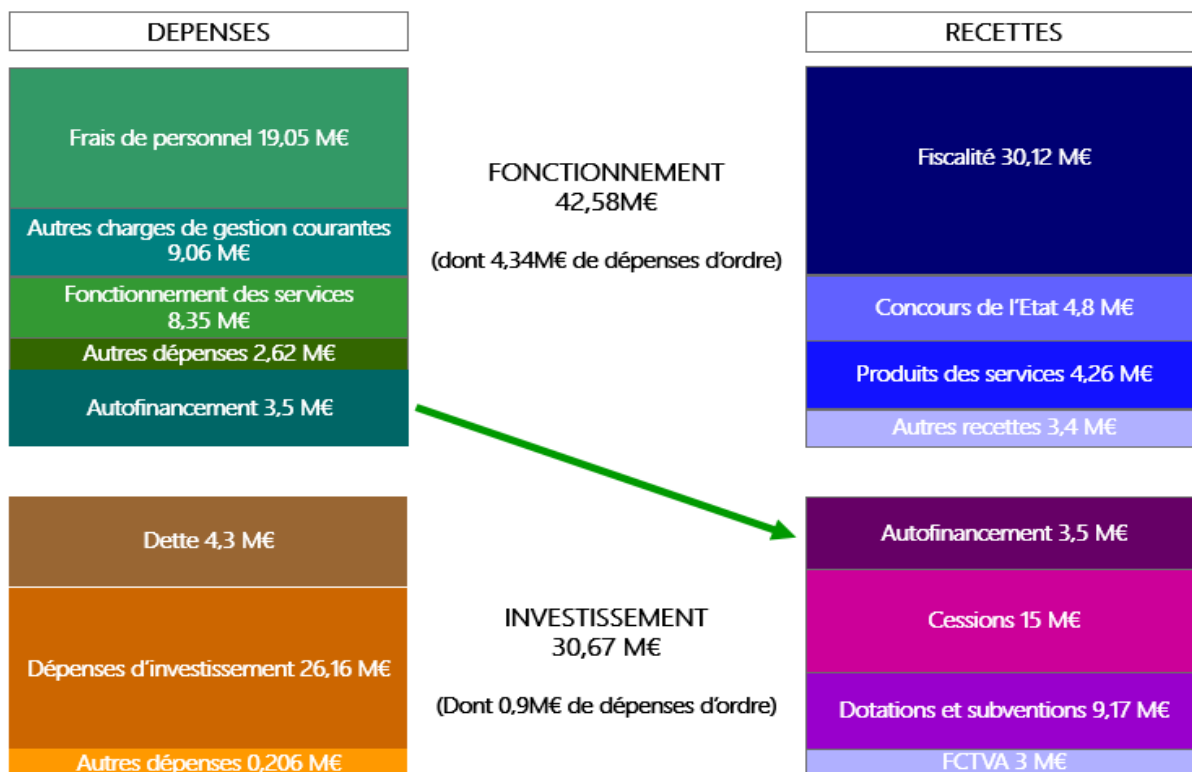 DEPENSES
RECETTES
Frais de personnel 19,05 M€
Autres charges de gestion courantes
9,06 M€
Fonctionnement des services
8,35 M€
Autres dépenses 2,62 M€
Autofinancement 3,5 M€
FONCTIONNEMENT
42,58M€
(dont 4,34M€ de dépenses d'ordre)
Fiscalité 30,12 M€
Concours de l'Etat 4,8 M€
Produits des services 4,26 M€
Autres recettes 3,4 M€
Dette 4,3 M€
Dépenses d'investissement 26,16 M€
Autres dépenses 0,206 M€
INVESTISSEMENT
30,67 M€
(Dont 0,9M€ de dépenses d'ordre)
Autofinancement 3,5 M€
Cessions 15 M€
Dotations et subventions 9,17 M€
FCTVA 3 M€